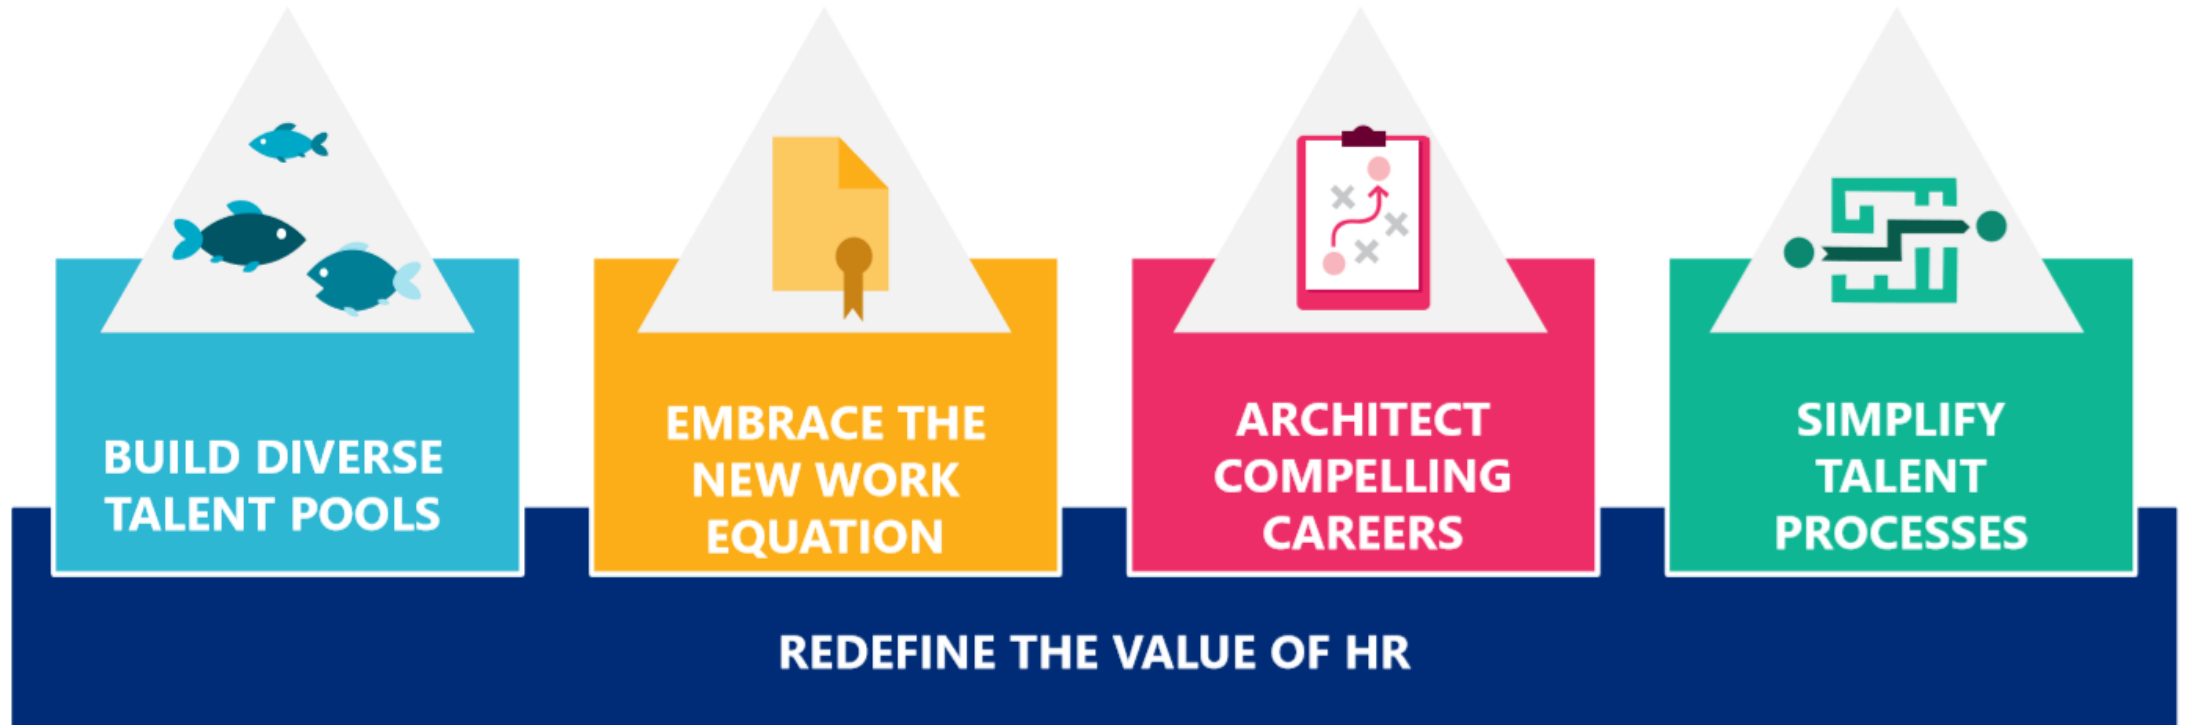 BUILD DIVERSE
TALENT POOLS
EMBRACE THE
NEW WORK
EQUATION
ARCHITECT
COMPELLING
CAREERS
SIMPLIFY
TALENT
PROCESSES
REDEFINE THE VALUE OF HR